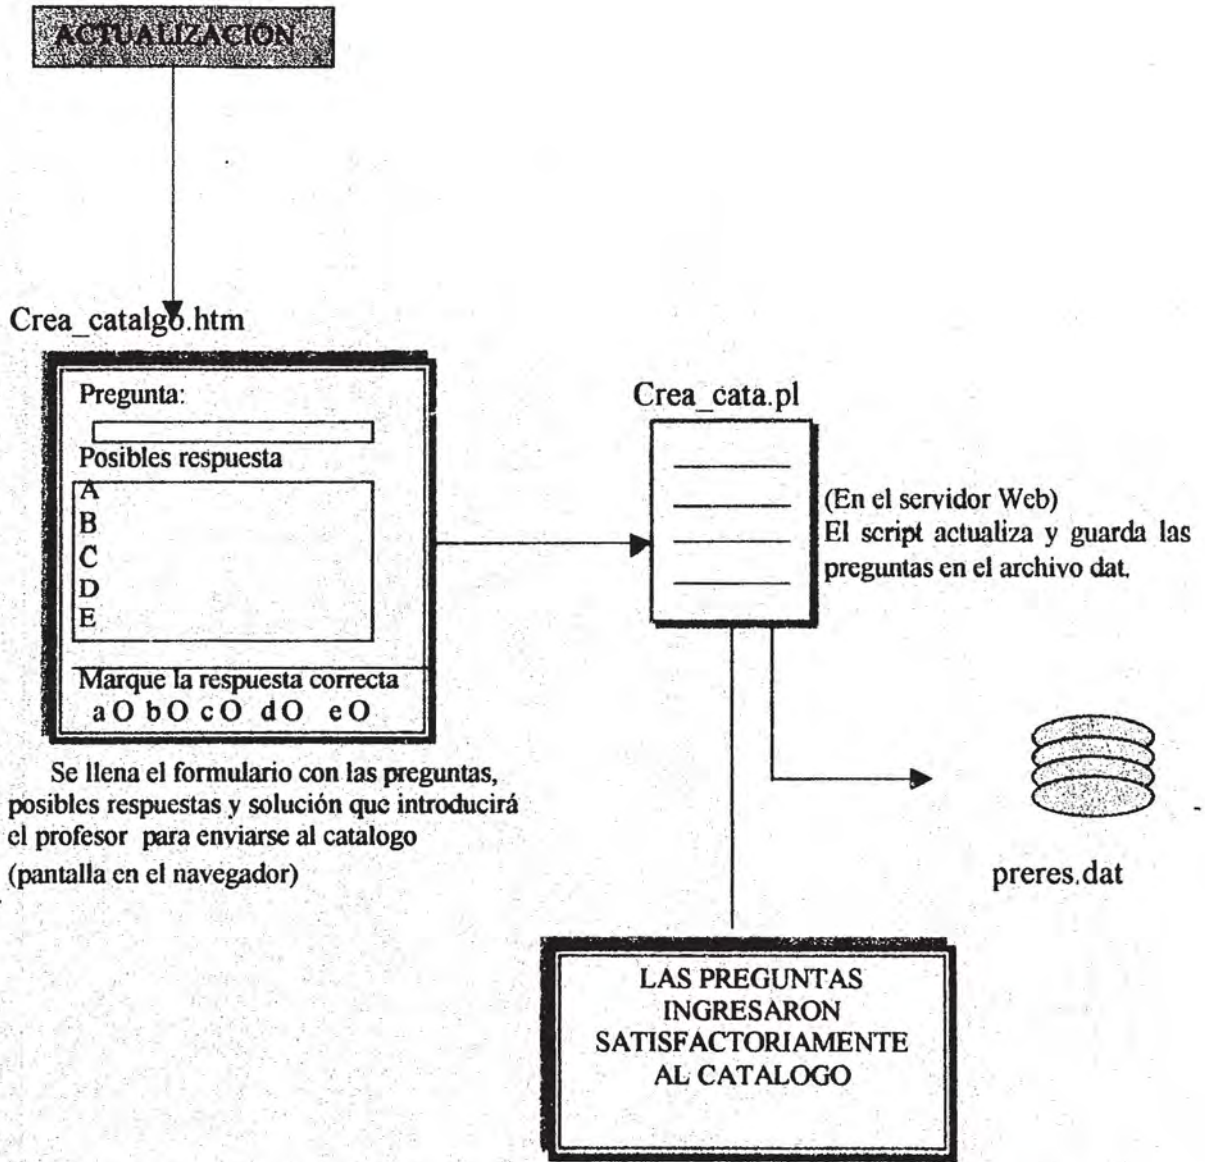 ACTUALIZACION
Crea_catalgo.htm
Pregunta:
Posibles respuesta
A
B
C
D
E
Marque la respuesta correcta
a O b O c O d O e O
Se llena el formulario con las preguntas,
posibles respuestas y solución que introducirá
el profesor para enviarse al catalogo
(pantalla en el navegador)
Crea_cata.pl
(En el servidor Web)
El script actualiza y guarda las
preguntas en el archivo dat.
preres.dat
LAS PREGUNTAS
INGRESARON
SATISFACTORIAMENTE
AL CATALOGO